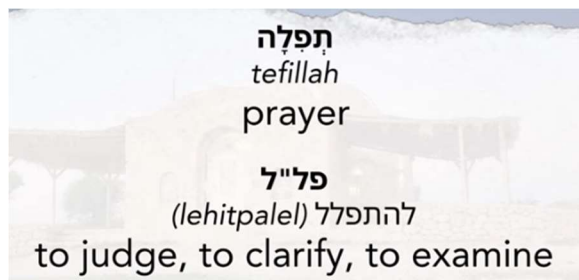 תְּפִלָּה
tefillah
prayer
פל"ל
להתפלל (lehitpalel)
to judge, to clarify, to examine